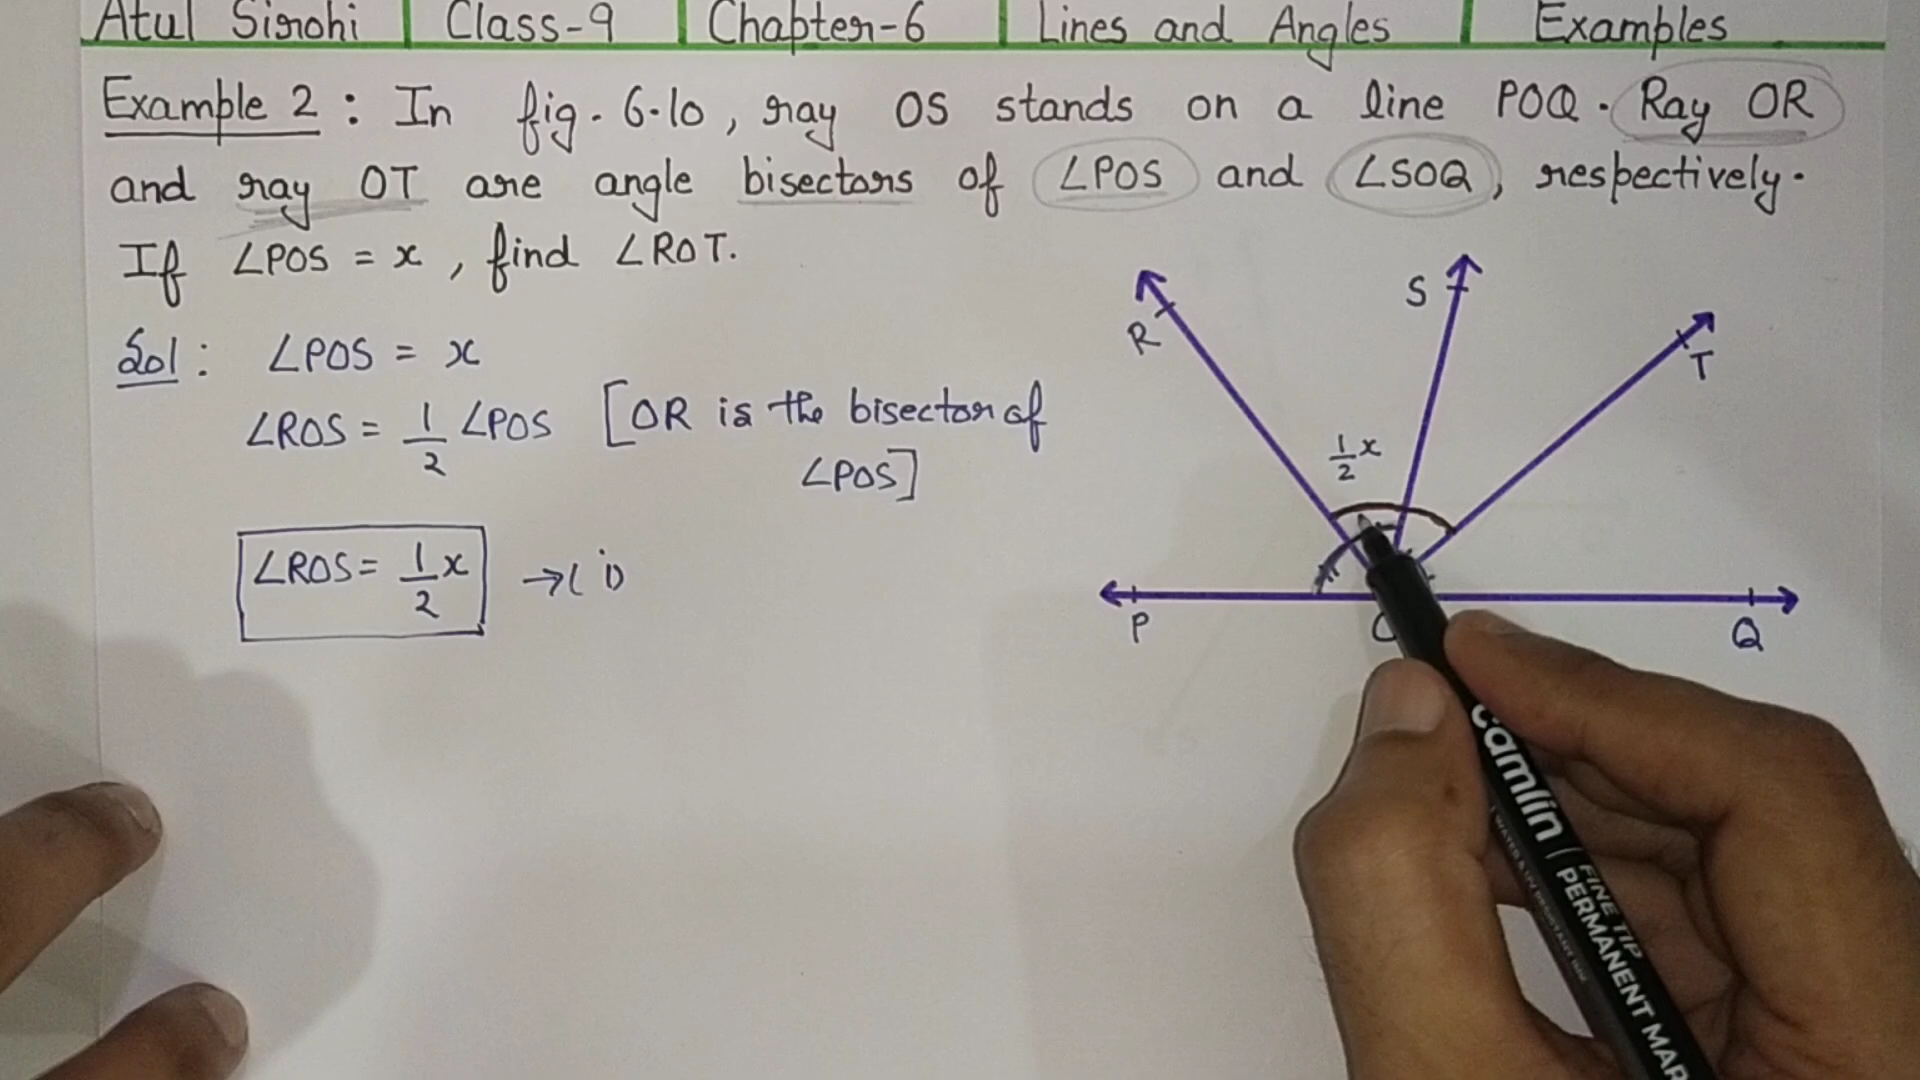 Atul Sirohi Class-9 Chapter-6 Lines and Angles Examples
Example 2 : In fig. 6.10, ray OS stands on a line POQ. Ray OR
and ray OT are angle bisectors of ∠POS and ∠SOQ, respectively.
If ∠POS = x, find ∠ROT.
Sol : ∠POS = x
∠ROS = 1/2 ∠POS [OR is the bisector of
∠POS]
∠ROS = 1/2 x → (i)
R
S
T
1/2 x
P
Q
camlin
FINE TIP
PERMANENT MAR